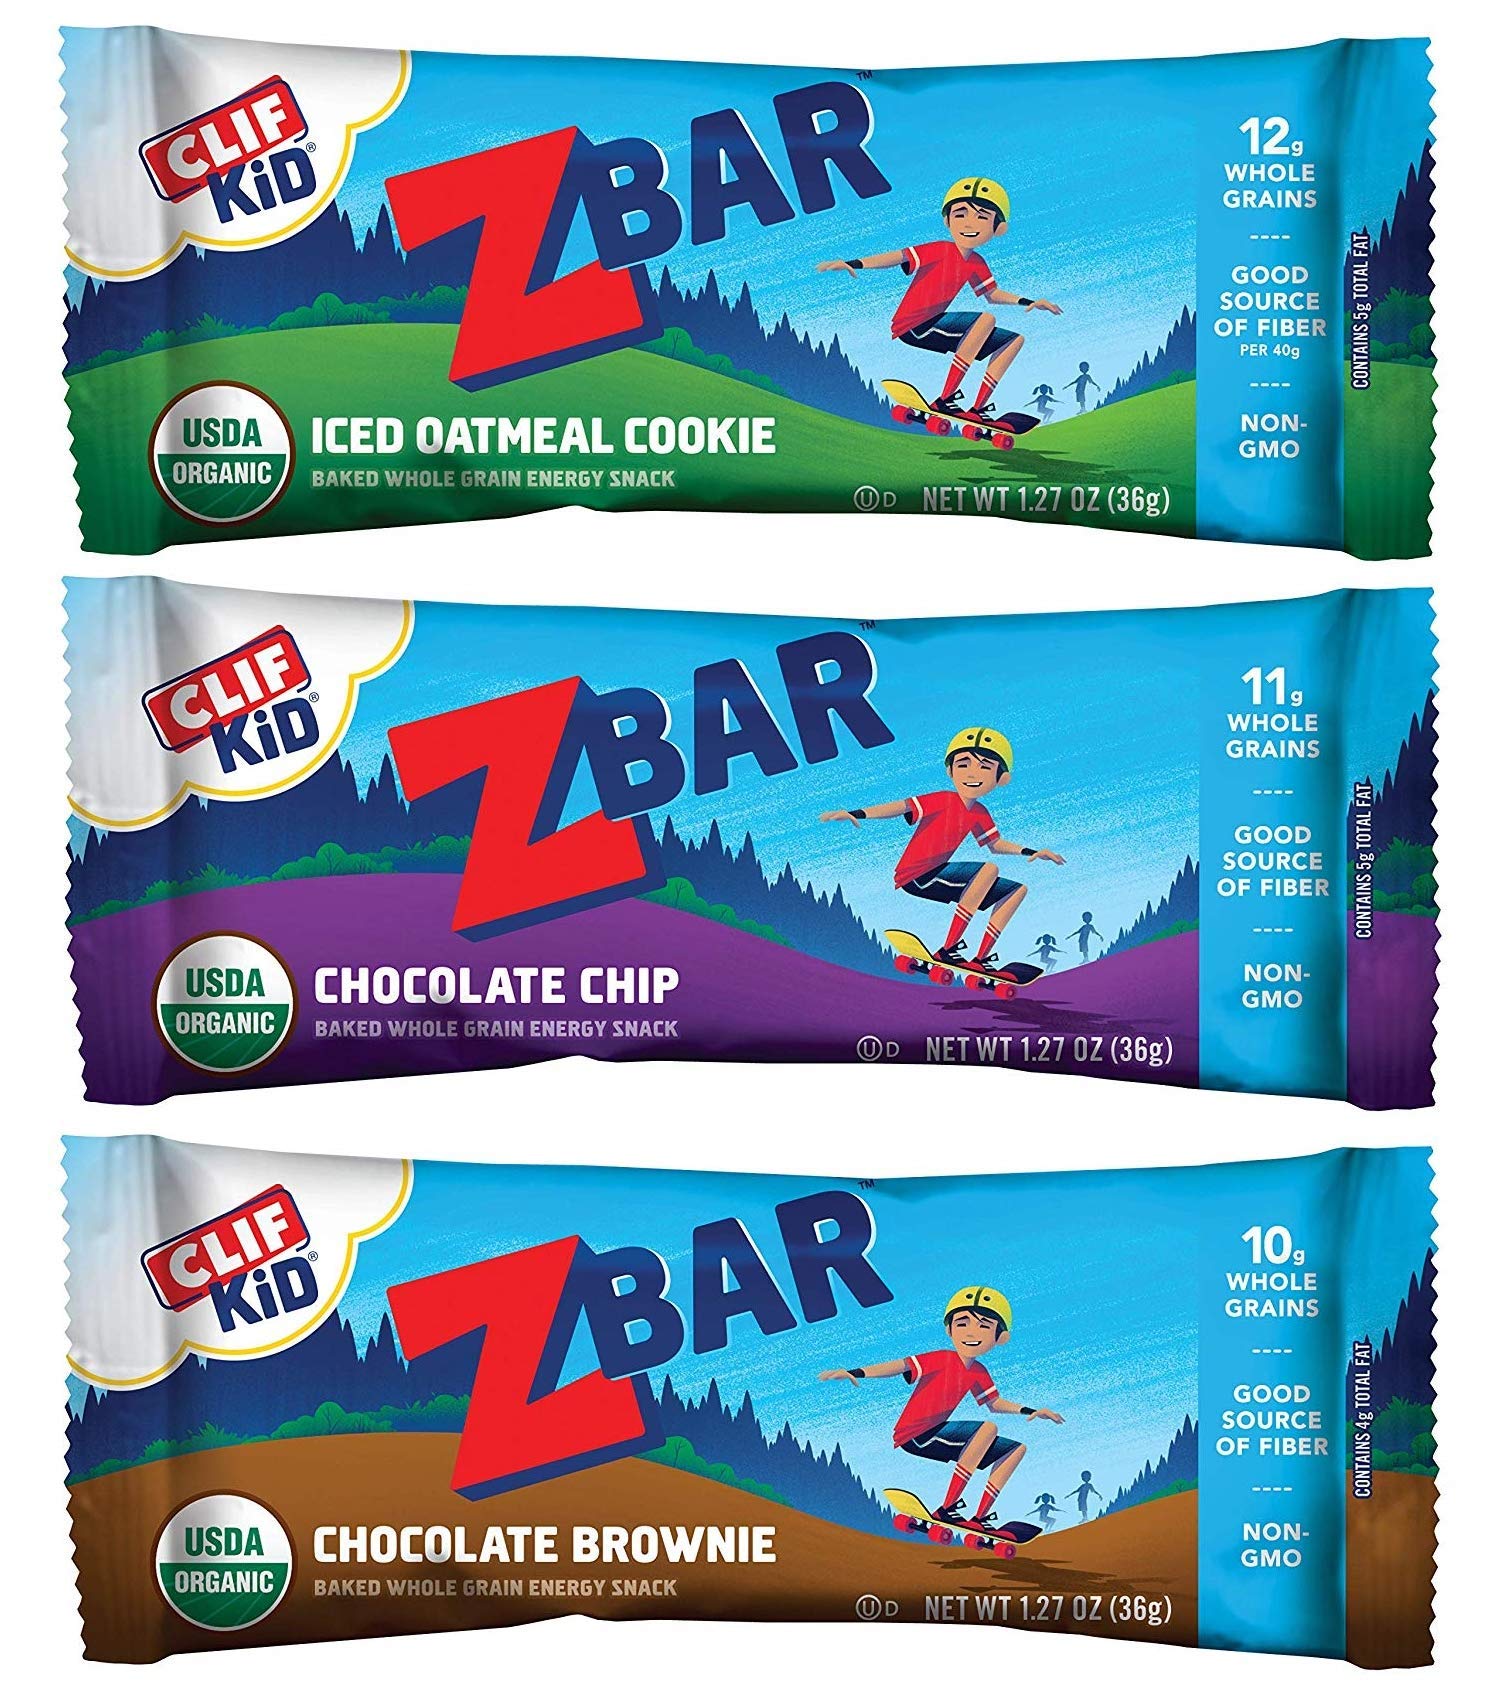 CLIF
KiD®
ZBAR™
12g
WHOLE
GRAINS
----
GOOD
SOURCE
OF FIBER
PER 40g
----
NON-
GMO
CONTAINS 5g TOTAL FAT
USDA
ORGANIC
ICED OATMEAL COOKIE
BAKED WHOLE GRAIN ENERGY SNACK
U D NET WT 1.27 OZ (36g)
CLIF
KiD®
ZBAR™
11g
WHOLE
GRAINS
----
GOOD
SOURCE
OF FIBER
----
NON-
GMO
CONTAINS 5g TOTAL FAT
USDA
ORGANIC
CHOCOLATE CHIP
BAKED WHOLE GRAIN ENERGY SNACK
U D NET WT 1.27 OZ (36g)
CLIF
KiD®
ZBAR™
10g
WHOLE
GRAINS
----
GOOD
SOURCE
OF FIBER
----
NON-
GMO
CONTAINS 4g TOTAL FAT
USDA
ORGANIC
CHOCOLATE BROWNIE
BAKED WHOLE GRAIN ENERGY SNACK
U D NET WT 1.27 OZ (36g)